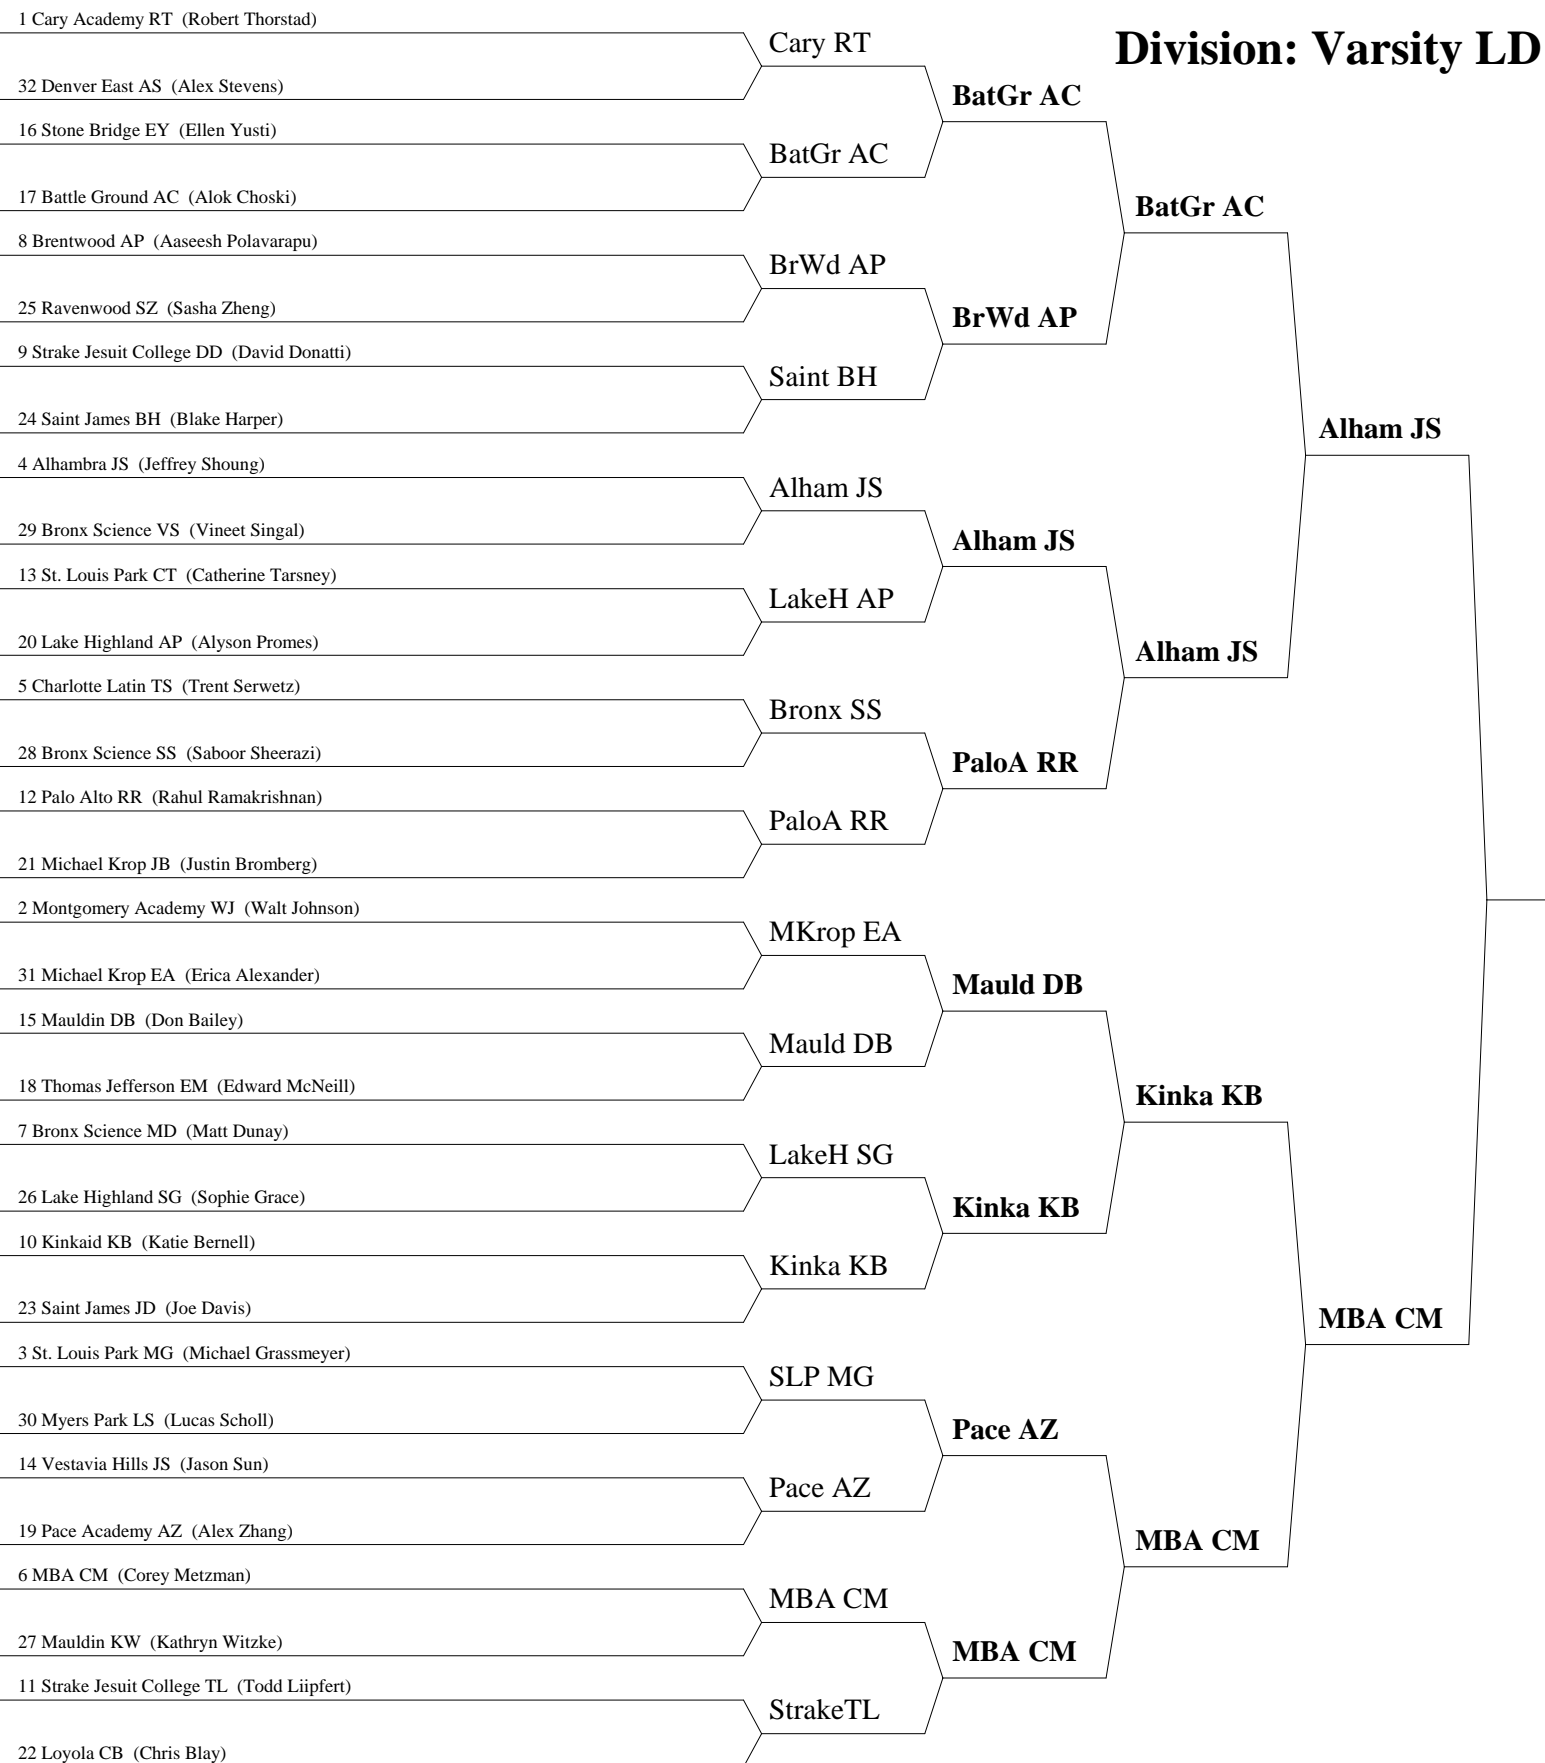 1 Cary Academy RT (Robert Thorstad)
32 Denver East AS (Alex Stevens)
16 Stone Bridge EY (Ellen Yusti)
17 Battle Ground AC (Alok Choski)
8 Brentwood AP (Aaseesh Polavarapu)
25 Ravenwood SZ (Sasha Zheng)
9 Strake Jesuit College DD (David Donatti)
24 Saint James BH (Blake Harper)
4 Alhambra JS (Jeffrey Shoung)
29 Bronx Science VS (Vineet Singal)
13 St. Louis Park CT (Catherine Tarsney)
20 Lake Highland AP (Alyson Promes)
5 Charlotte Latin TS (Trent Serwetz)
28 Bronx Science SS (Saboor Sheerazi)
12 Palo Alto RR (Rahul Ramakrishnan)
21 Michael Krop JB (Justin Bromberg)
2 Montgomery Academy WJ (Walt Johnson)
31 Michael Krop EA (Erica Alexander)
15 Mauldin DB (Don Bailey)
18 Thomas Jefferson EM (Edward McNeill)
7 Bronx Science MD (Matt Dunay)
26 Lake Highland SG (Sophie Grace)
10 Kinkaid KB (Katie Bernell)
23 Saint James JD (Joe Davis)
3 St. Louis Park MG (Michael Grassmeyer)
30 Myers Park LS (Lucas Scholl)
14 Vestavia Hills JS (Jason Sun)
19 Pace Academy AZ (Alex Zhang)
6 MBA CM (Corey Metzman)
27 Mauldin KW (Kathryn Witzke)
11 Strake Jesuit College TL (Todd Liipfert)
22 Loyola CB (Chris Blay)
Cary RT
BatGr AC
BrWd AP
Saint BH
Alham JS
LakeH AP
Bronx SS
PaloA RR
MKrop EA
Mauld DB
LakeH SG
Kinka KB
SLP MG
Pace AZ
MBA CM
StrakeTL
BatGr AC
BrWd AP
Alham JS
PaloA RR
Mauld DB
Kinka KB
Pace AZ
MBA CM
Division: Varsity LD
BatGr AC
Alham JS
Kinka KB
MBA CM
Alham JS
MBA CM